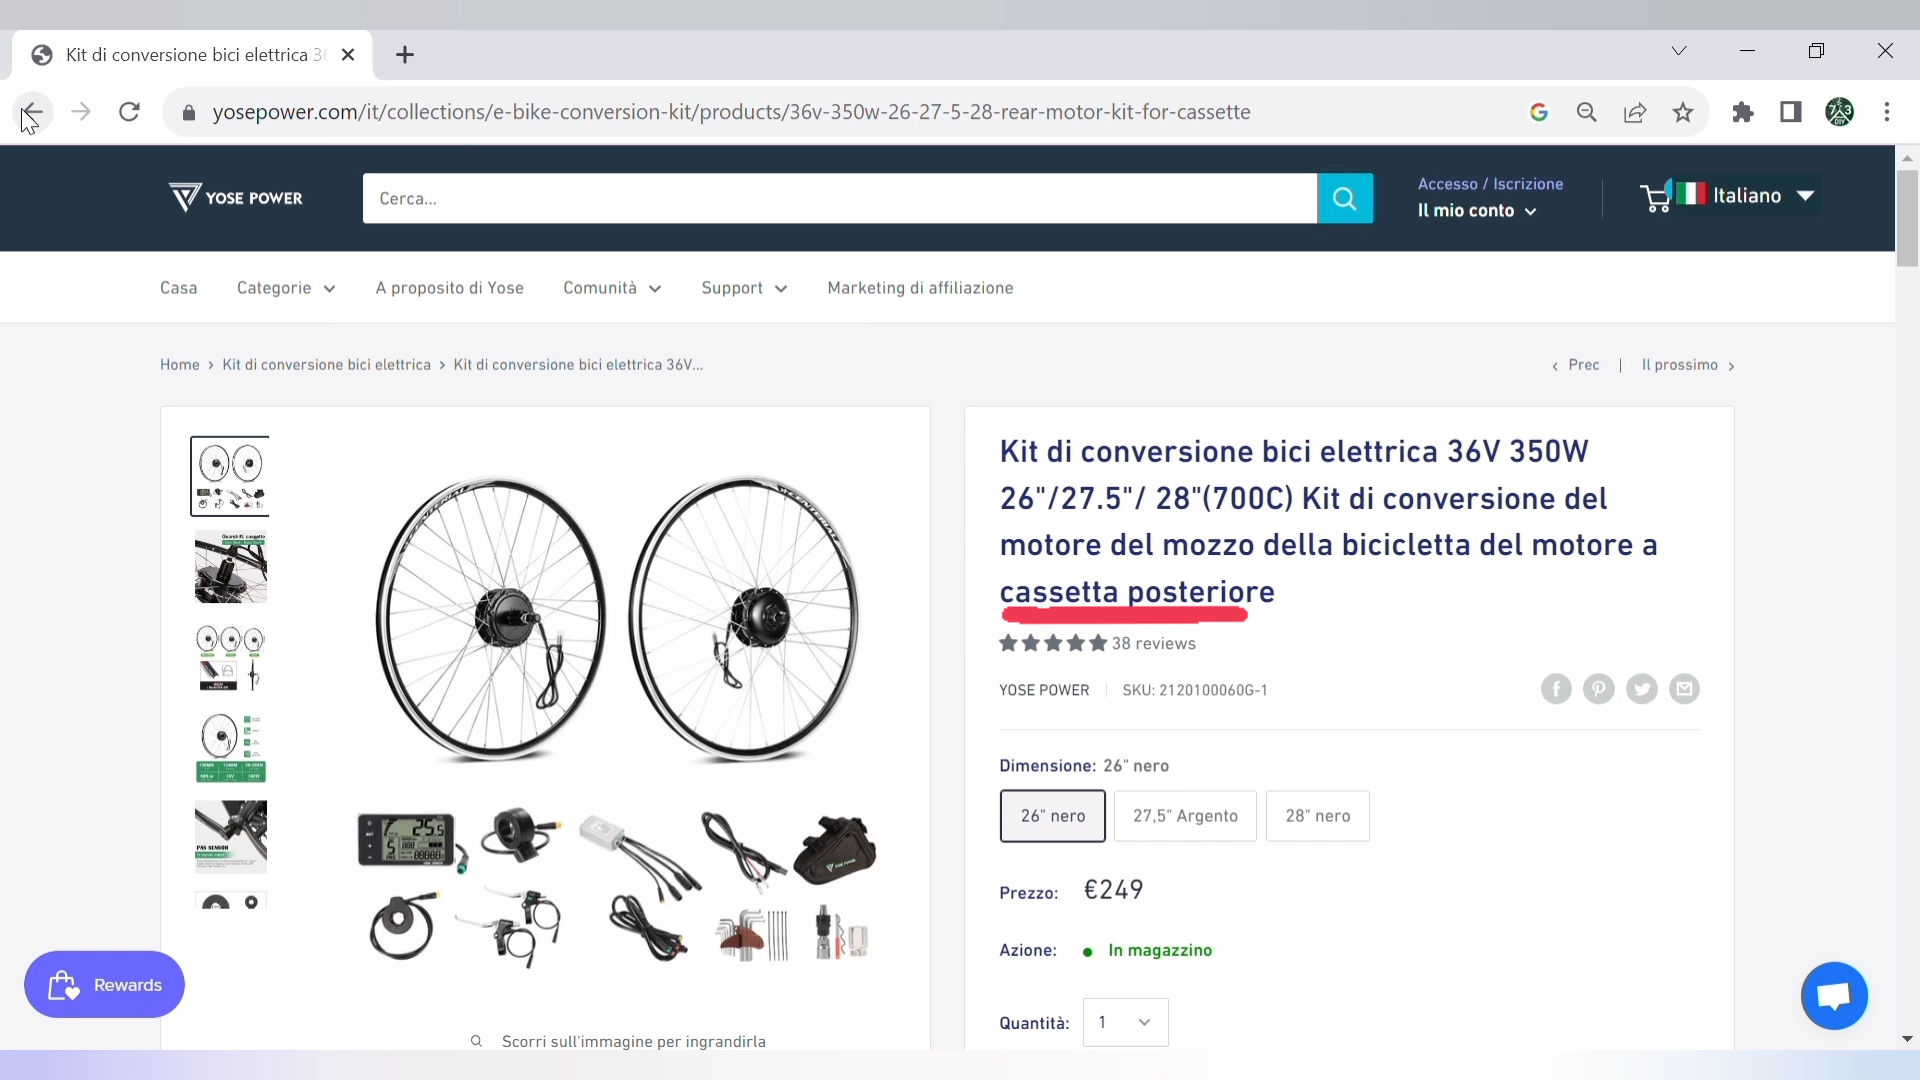 Kit di conversione bici elettrica 36
yosepower.com/it/collections/e-bike-conversion-kit/products/36v-350w-26-27-5-28-rear-motor-kit-for-cassette
YOSE POWER
Cerca...
Accesso / Iscrizione
Il mio conto
Italiano
Casa
Categorie
A proposito di Yose
Comunità
Support
Marketing di affiliazione
Home > Kit di conversione bici elettrica > Kit di conversione bici elettrica 36V...
‹ Prec | Il prossimo ›
Kit di conversione bici elettrica 36V 350W
26"/27.5"/ 28"(700C) Kit di conversione del
motore del mozzo della bicicletta del motore a
cassetta posteriore
38 reviews
YOSE POWER
SKU: 2120100060G-1
Dimensione: 26" nero
26" nero
27,5" Argento
28" nero
Prezzo: €249
Azione: In magazzino
Quantità: 1
PAS SENSOR
25.5
Rewards
Scorri sull'immagine per ingrandirla